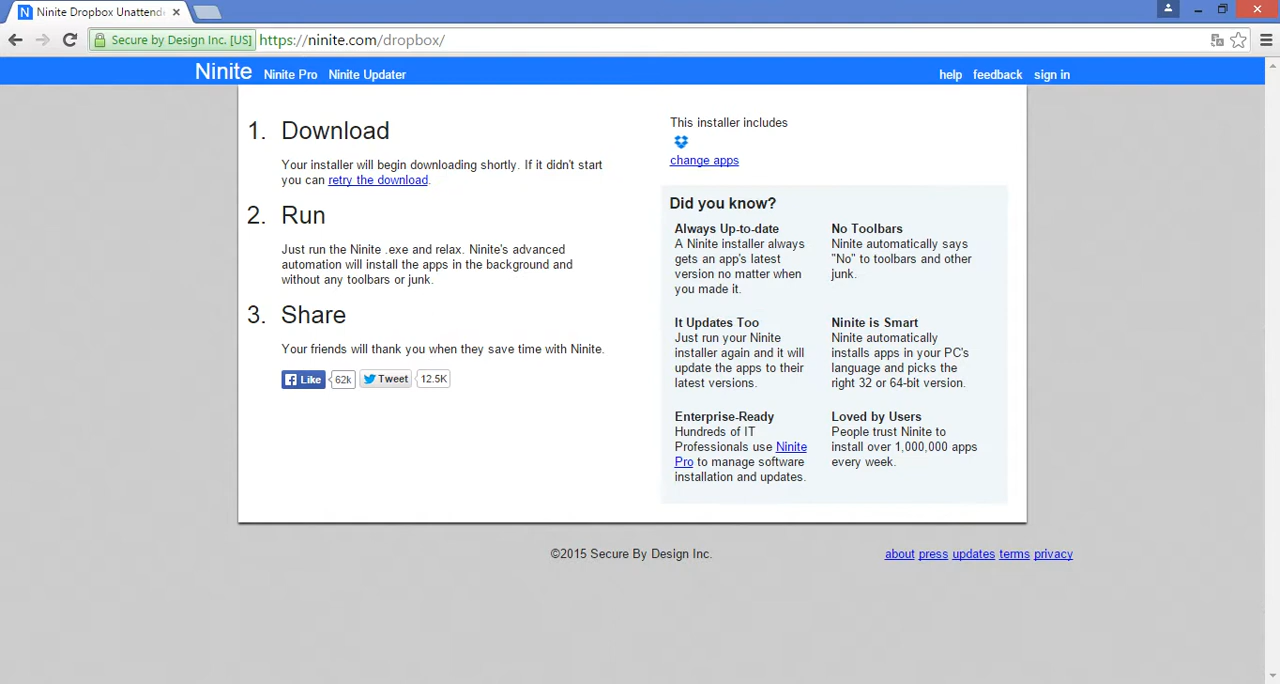 Ninite Dropbox Unattend
Secure by Design Inc. [US] https://ninite.com/dropbox/
Ninite Ninite Pro Ninite Updater help feedback sign in
1. Download
Your installer will begin downloading shortly. If it didn't start
you can retry the download.
2. Run
Just run the Ninite .exe and relax. Ninite's advanced
automation will install the apps in the background and
without any toolbars or junk.
3. Share
Your friends will thank you when they save time with Ninite.
Like 62k Tweet 12.5K
This installer includes
change apps
Did you know?
Always Up-to-date
A Ninite installer always
gets an app's latest
version no matter when
you made it.
No Toolbars
Ninite automatically says
"No" to toolbars and other
junk.
It Updates Too
Just run your Ninite
installer again and it will
update the apps to their
latest versions.
Ninite is Smart
Ninite automatically
installs apps in your PC's
language and picks the
right 32 or 64-bit version.
Enterprise-Ready
Hundreds of IT
Professionals use Ninite
Pro to manage software
installation and updates.
Loved by Users
People trust Ninite to
install over 1,000,000 apps
every week.
©2015 Secure By Design Inc. about press updates terms privacy